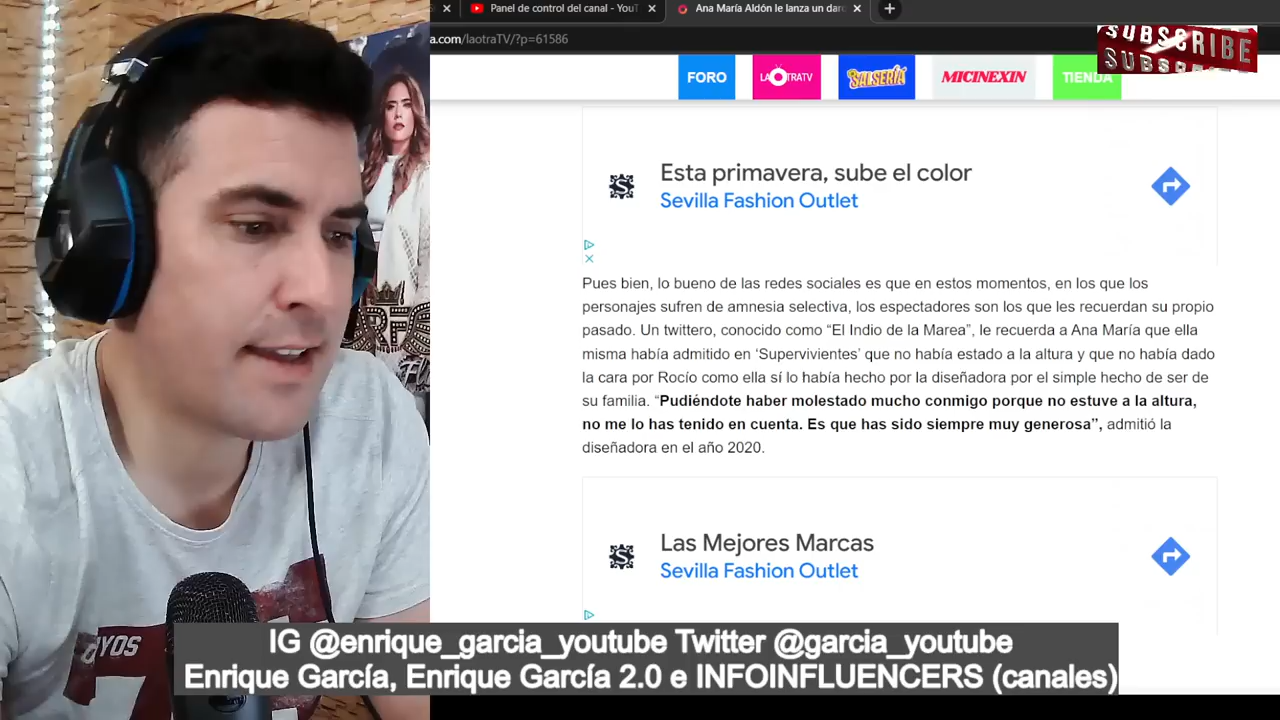 Panel de control del canal - YouT
Ana María Aldón le lanza un dar
a.com/laotraTV/?p=61586
SUBSCRIBE
SUBSCRIBE
FORO
LAOTRATV
SALSERÍA
MICINEXIN
TIENDA
Esta primavera, sube el color
Sevilla Fashion Outlet
Pues bien, lo bueno de las redes sociales es que en estos momentos, en los que los
personajes sufren de amnesia selectiva, los espectadores son los que les recuerdan su propio
pasado. Un twittero, conocido como “El Indio de la Marea”, le recuerda a Ana María que ella
misma había admitido en ‘Supervivientes’ que no había estado a la altura y que no había dado
la cara por Rocío como ella sí lo había hecho por la diseñadora por el simple hecho de ser de
su familia. “Pudiéndote haber molestado mucho conmigo porque no estuve a la altura,
no me lo has tenido en cuenta. Es que has sido siempre muy generosa”, admitió la
diseñadora en el año 2020.
Las Mejores Marcas
Sevilla Fashion Outlet
IG @enrique_garcia_youtube Twitter @garcia_youtube
Enrique García, Enrique García 2.0 e INFOINFLUENCERS (canales)